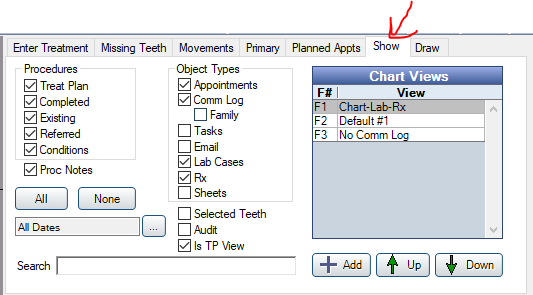 Enter Treatment Missing Teeth Movements Primary Planned Appts Show Draw
Procedures
Treat Plan
Completed
Existing
Referred
Conditions
Proc Notes
All None
All Dates ...
Object Types
Appointments
Comm Log
Family
Tasks
Email
Lab Cases
Rx
Sheets
Selected Teeth
Audit
Is TP View
Search
Chart Views
F# View
F1 Chart-Lab-Rx
F2 Default #1
F3 No Comm Log
Add Up Down